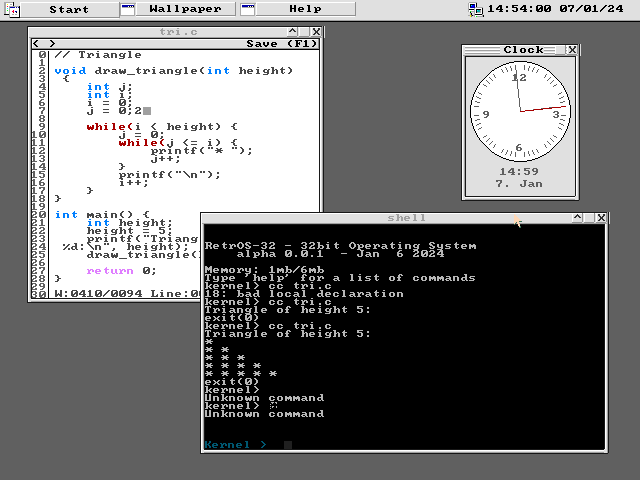 Start
Wallpaper
Help
14:54:00 07/01/24
tri.c
< >
Save (F1)
0 // Triangle
1
2 void draw_triangle(int height)
3 {
4 int j;
5 int i;
6 i = 0;
7 j = 0;2
8
9 while(i < height) {
10 j = 0;
11 while(j <= i) {
12 printf("* ");
13 j++;
14 }
15 printf("\n");
16 i++;
17 }
18 }
19
20 int main() {
21 int height;
22 height = 5;
23 printf("Triang
24 %d:\n", height);
25 draw_triangle(
26
27 return 0;
28 }
29
30
W:0410/0094 Line:0
Clock
12
3
6
9
14:59
7. Jan
shell
RetrOS-32 - 32bit Operating System
alpha 0.0.1 - Jan 6 2024
Memory: 1mb/6mb
Type 'help' for a list of commands
kernel> cc tri.c
18: bad local declaration
kernel> cc tri.c
Triangle of height 5:
exit(0)
kernel> cc tri.c
Triangle of height 5:
*
* *
* * *
* * * *
* * * * *
exit(0)
kernel>
Unknown command
kernel>
Unknown command
Kernel >